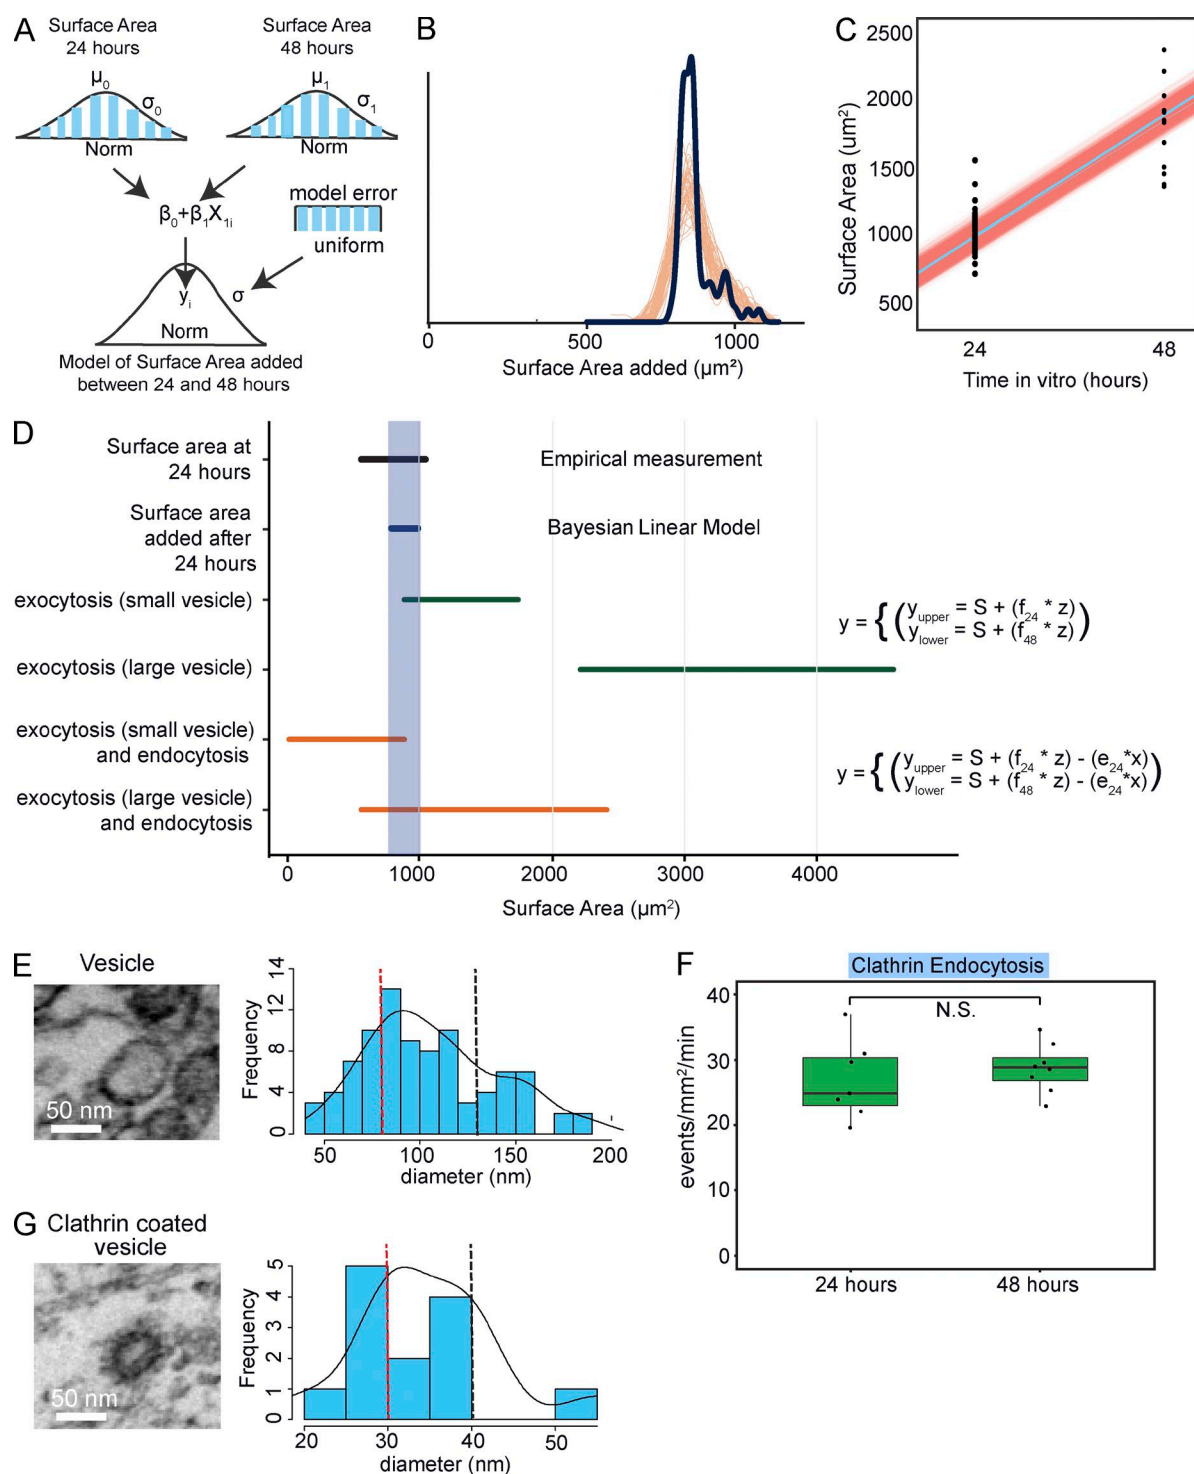 A
Surface Area
24 hours
Surface Area
48 hours
μ0
σ0
Norm
μ1
σ1
Norm
β0+β1X1i
model error
uniform
yi
σ
Norm
Model of Surface Area added
between 24 and 48 hours
B
0
500
1000
Surface Area added (μm²)
C
Surface Area (um²)
2500
2000
1500
1000
500
24
48
Time in vitro (hours)
D
Surface area at
24 hours
Empirical measurement
Surface area
added after
24 hours
Bayesian Linear Model
exocytosis (small vesicle)
y = { ( yupper = S + (f24 * z)
ylower = S + (f48 * z) )
exocytosis (large vesicle)
exocytosis (small vesicle)
and endocytosis
y = { ( yupper = S + (f24 * z) - (e24*x)
ylower = S + (f48 * z) - (e24*x) )
exocytosis (large vesicle)
and endocytosis
0
1000
2000
3000
4000
Surface Area (μm²)
E
Vesicle
50 nm
Frequency
14
12
8
4
0
50
100
150
200
diameter (nm)
F
Clathrin Endocytosis
N.S.
events/mm²/min
40
30
20
10
0
24 hours
48 hours
G
Clathrin coated
vesicle
50 nm
Frequency
5
4
3
2
1
0
20
30
40
50
diameter (nm)